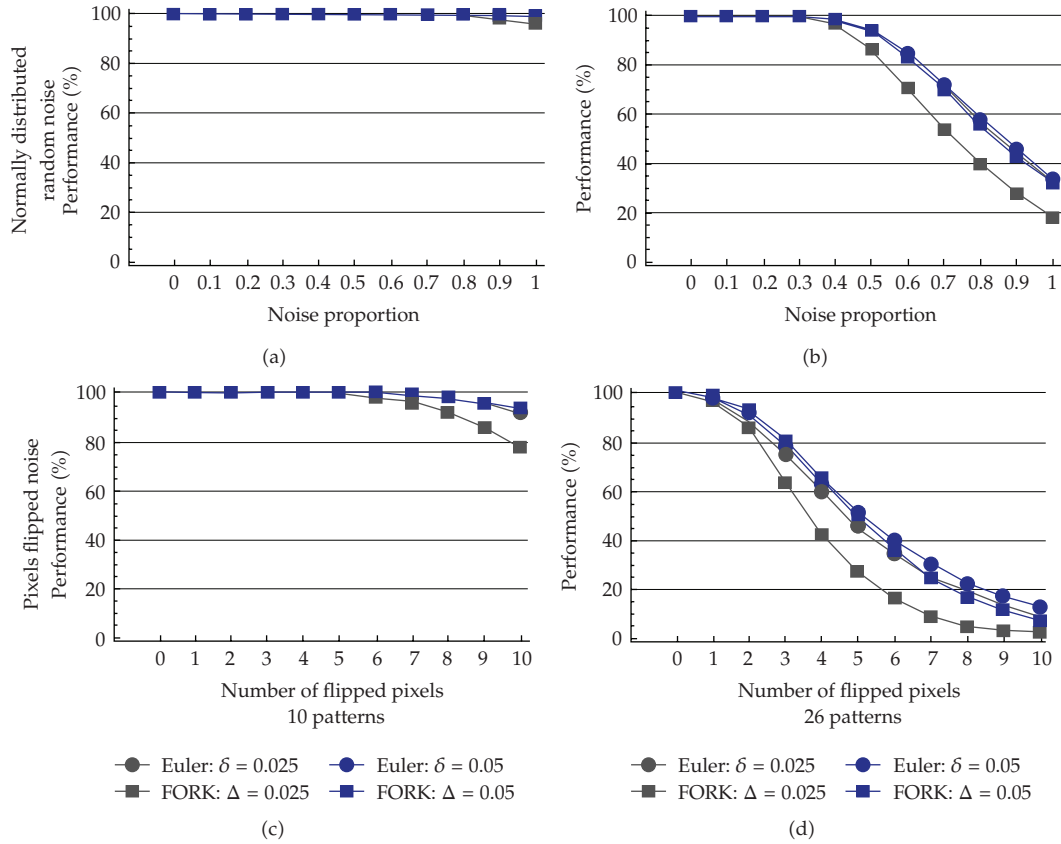 Normally distributed
random noise
Performance (%)
100
80
60
40
20
0
0 0.1 0.2 0.3 0.4 0.5 0.6 0.7 0.8 0.9 1
Noise proportion
(a)
Performance (%)
100
80
60
40
20
0
0 0.1 0.2 0.3 0.4 0.5 0.6 0.7 0.8 0.9 1
Noise proportion
(b)
Pixels flipped noise
Performance (%)
100
80
60
40
20
0
0 1 2 3 4 5 6 7 8 9 10
Number of flipped pixels
10 patterns
Euler: δ = 0.025 Euler: δ = 0.05
FORK: Δ = 0.025 FORK: Δ = 0.05
(c)
Performance (%)
100
80
60
40
20
0
0 1 2 3 4 5 6 7 8 9 10
Number of flipped pixels
26 patterns
Euler: δ = 0.025 Euler: δ = 0.05
FORK: Δ = 0.025 FORK: Δ = 0.05
(d)